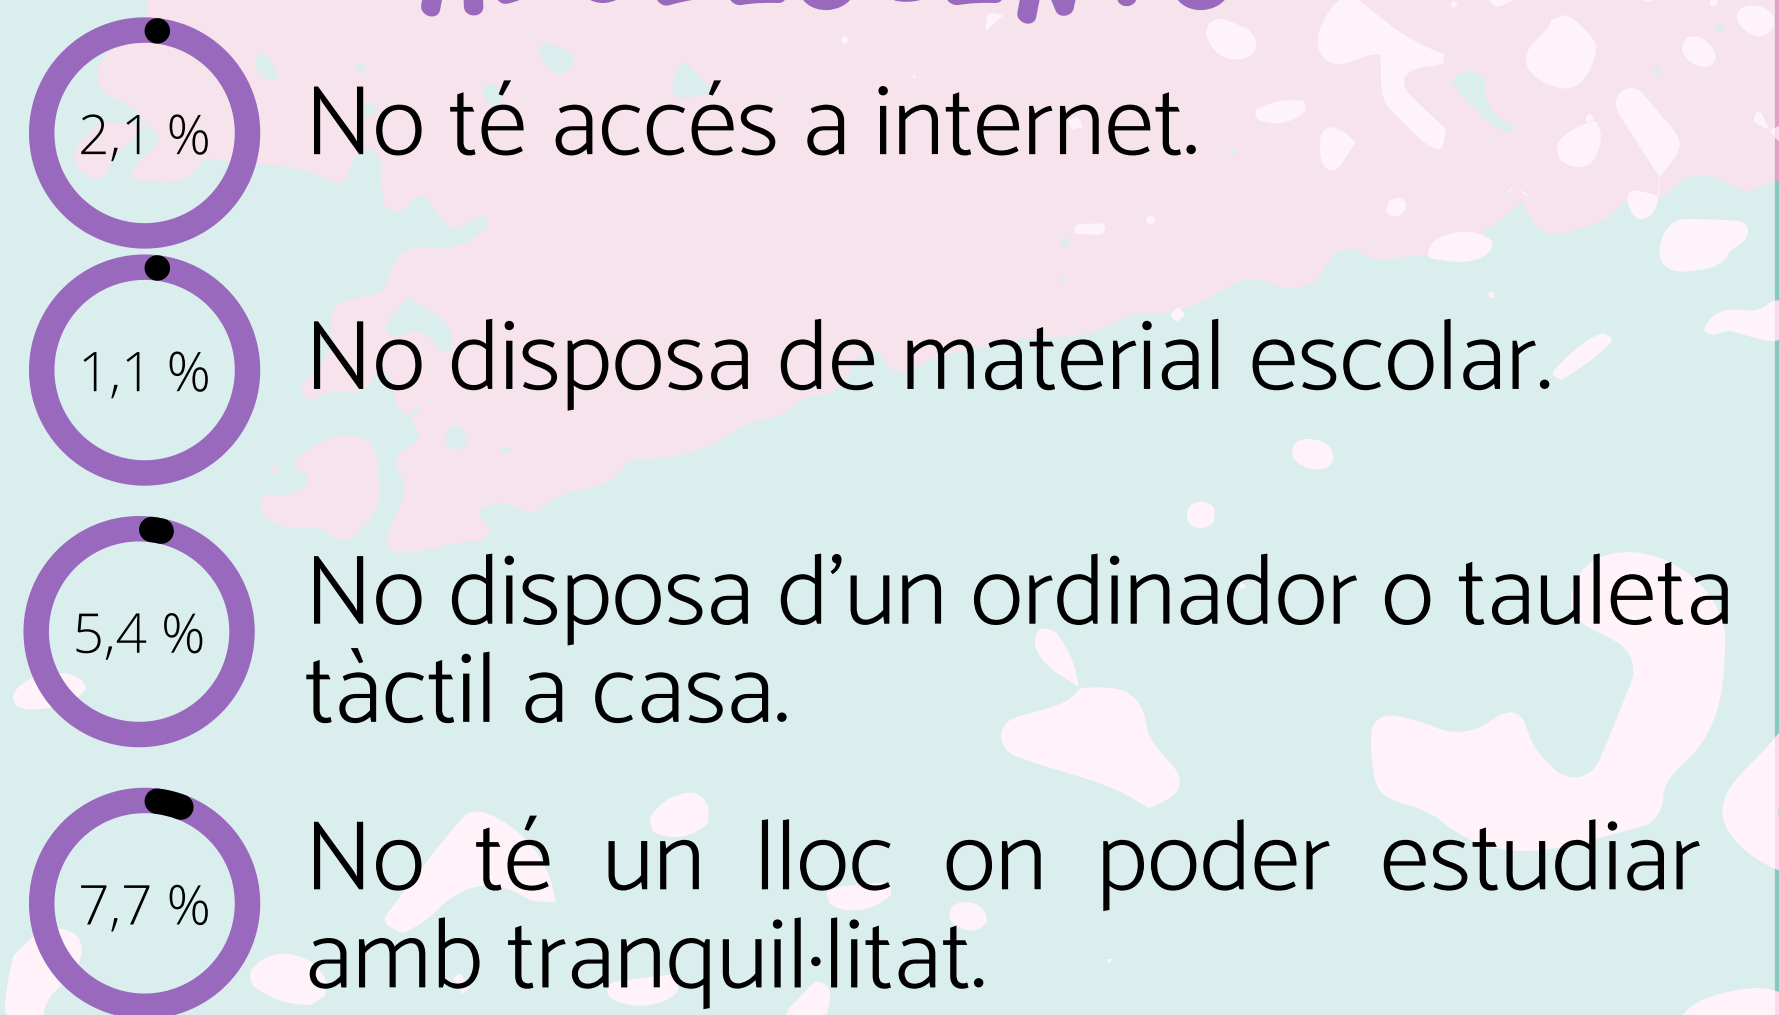 2,1 %
No té accés a internet.
1,1 %
No disposa de material escolar.
5,4 %
No disposa d’un ordinador o tauleta
tàctil a casa.
7,7 %
No té un lloc on poder estudiar
amb tranquil·litat.